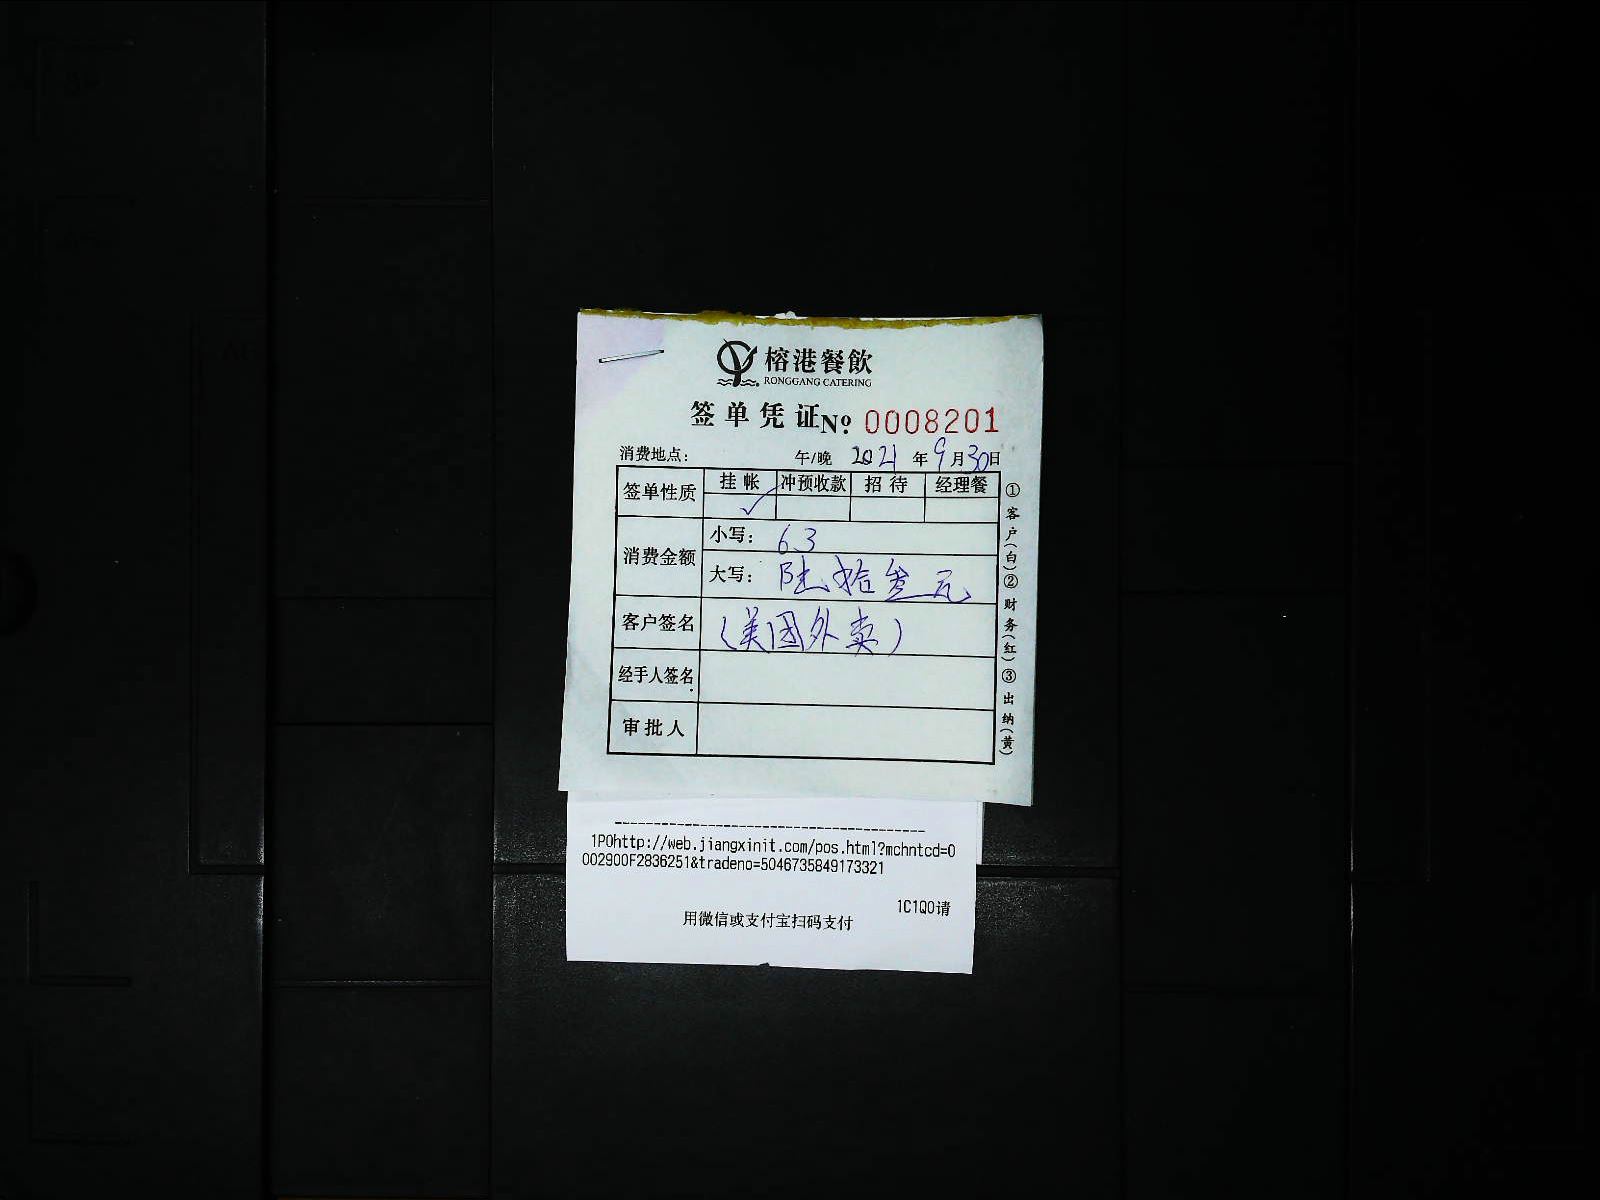 榕港餐飲
RONGGANG CATERING
签单凭证 Nº 0008201
消费地点： 午/晚 2021 年 9 月 30 日
签单性质 挂帐 冲预收款 招待 经理餐
✓
消费金额 小写： 63
大写： 陆拾叁元
客户签名 （美团外卖）
经手人签名
审批人
①客户(白)②财务(红)③出纳(黄)
1P0http://web.jiangxinit.com/pos.html?mchntcd=0
002900F2836251&tradeno=5046735849173321
1C1Q0请
用微信或支付宝扫码支付